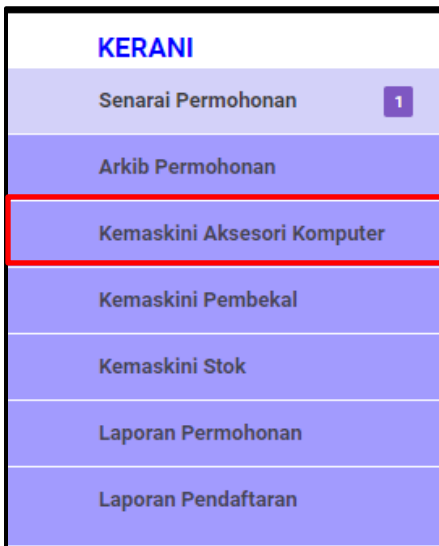 KERANI
Senarai Permohonan 1
Arkib Permohonan
Kemaskini Aksesori Komputer
Kemaskini Pembekal
Kemaskini Stok
Laporan Permohonan
Laporan Pendaftaran